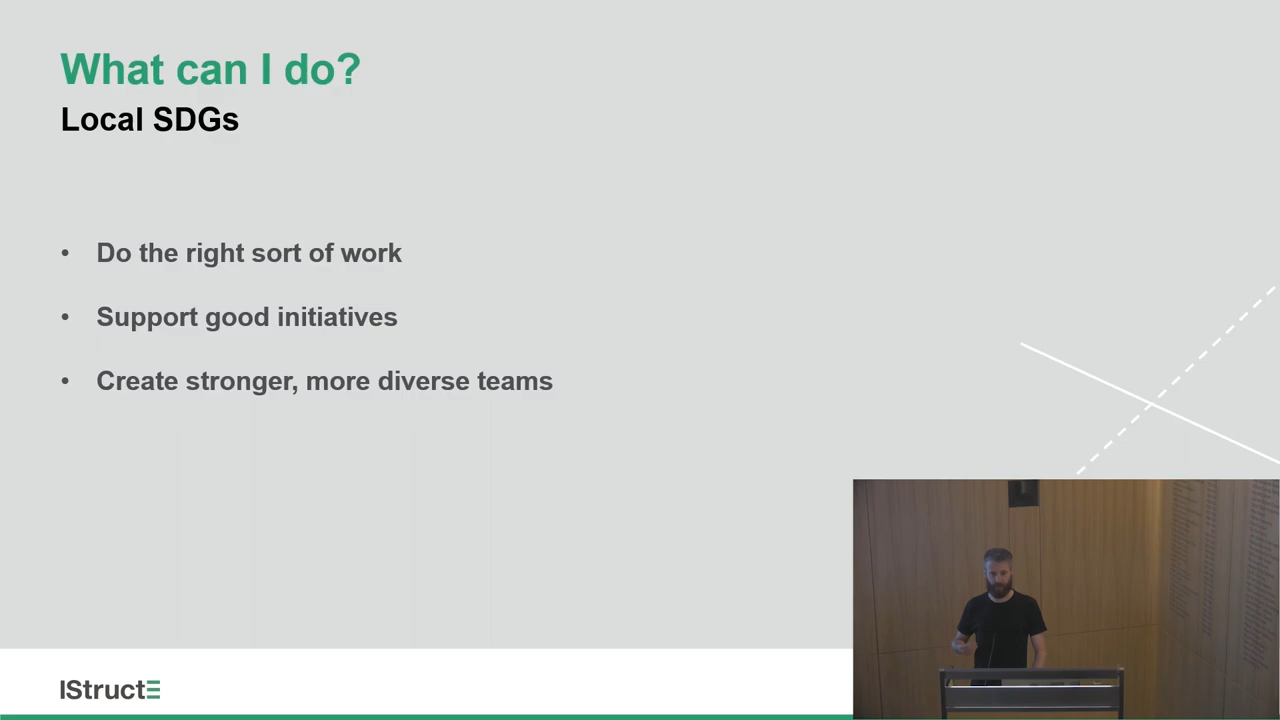 What can I do?
Local SDGs
• Do the right sort of work
• Support good initiatives
• Create stronger, more diverse teams
IStructE